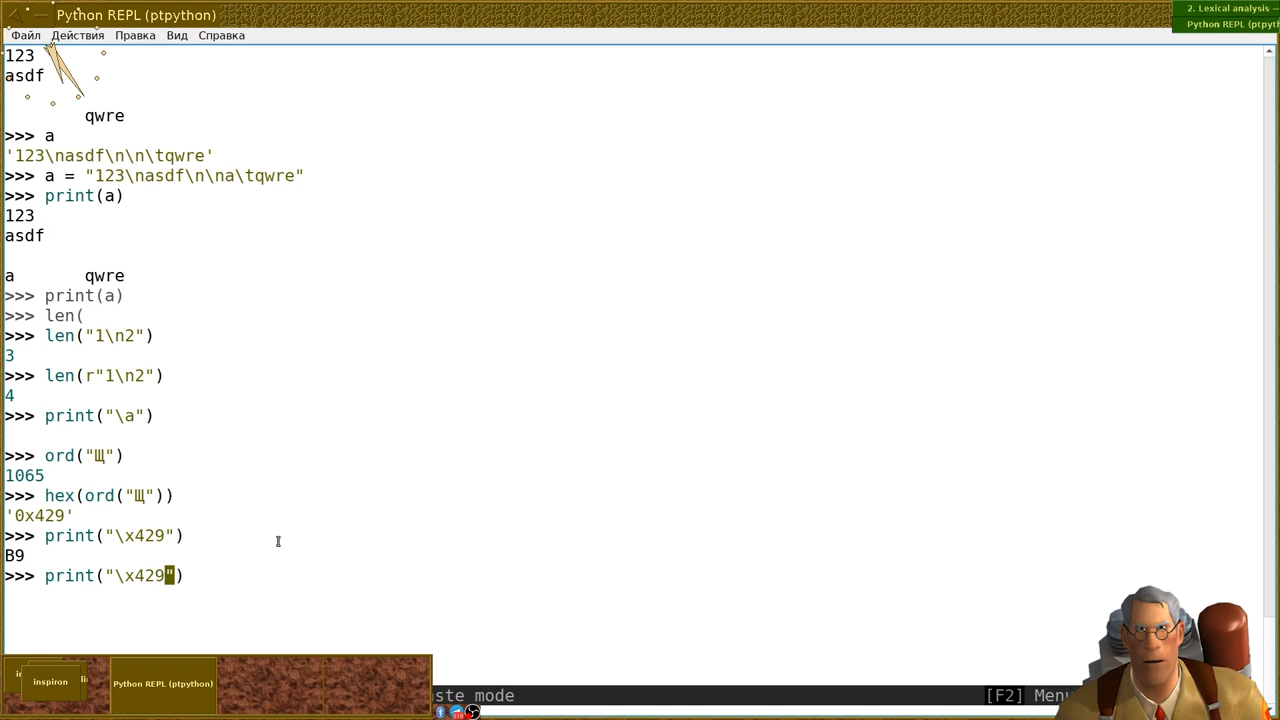 Python REPL (ptpython)
2. Lexical analysis —
Python REPL (ptpyt
Файл Действия Правка Вид Справка
123
asdf
qwre
>>> a
'123\nasdf\n\n\tqwre'
>>> a = "123\nasdf\n\na\tqwre"
>>> print(a)
123
asdf
a qwre
>>> print(a)
>>> len(
>>> len("1\n2")
3
>>> len(r"1\n2")
4
>>> print("\a")
>>> ord("Щ")
1065
>>> hex(ord("Щ"))
'0x429'
>>> print("\x429")
B9
>>> print("\x429")
inspiron
Python REPL (ptpython)
ste mode
[F2] Menu